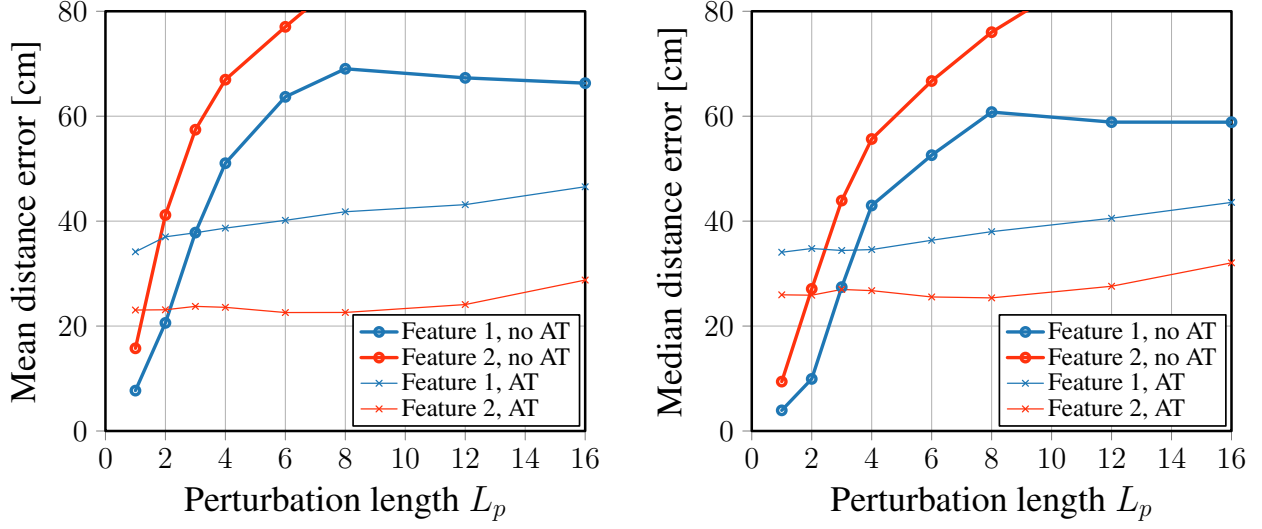 Mean distance error [cm]
80
60
40
20
0
0 2 4 6 8 10 12 14 16
Perturbation length L_p
Feature 1, no AT
Feature 2, no AT
Feature 1, AT
Feature 2, AT
Median distance error [cm]
80
60
40
20
0
0 2 4 6 8 10 12 14 16
Perturbation length L_p
Feature 1, no AT
Feature 2, no AT
Feature 1, AT
Feature 2, AT